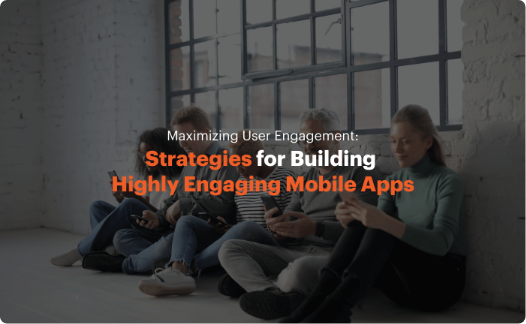 Maximizing User Engagement:
Strategies for Building
Highly Engaging Mobile Apps